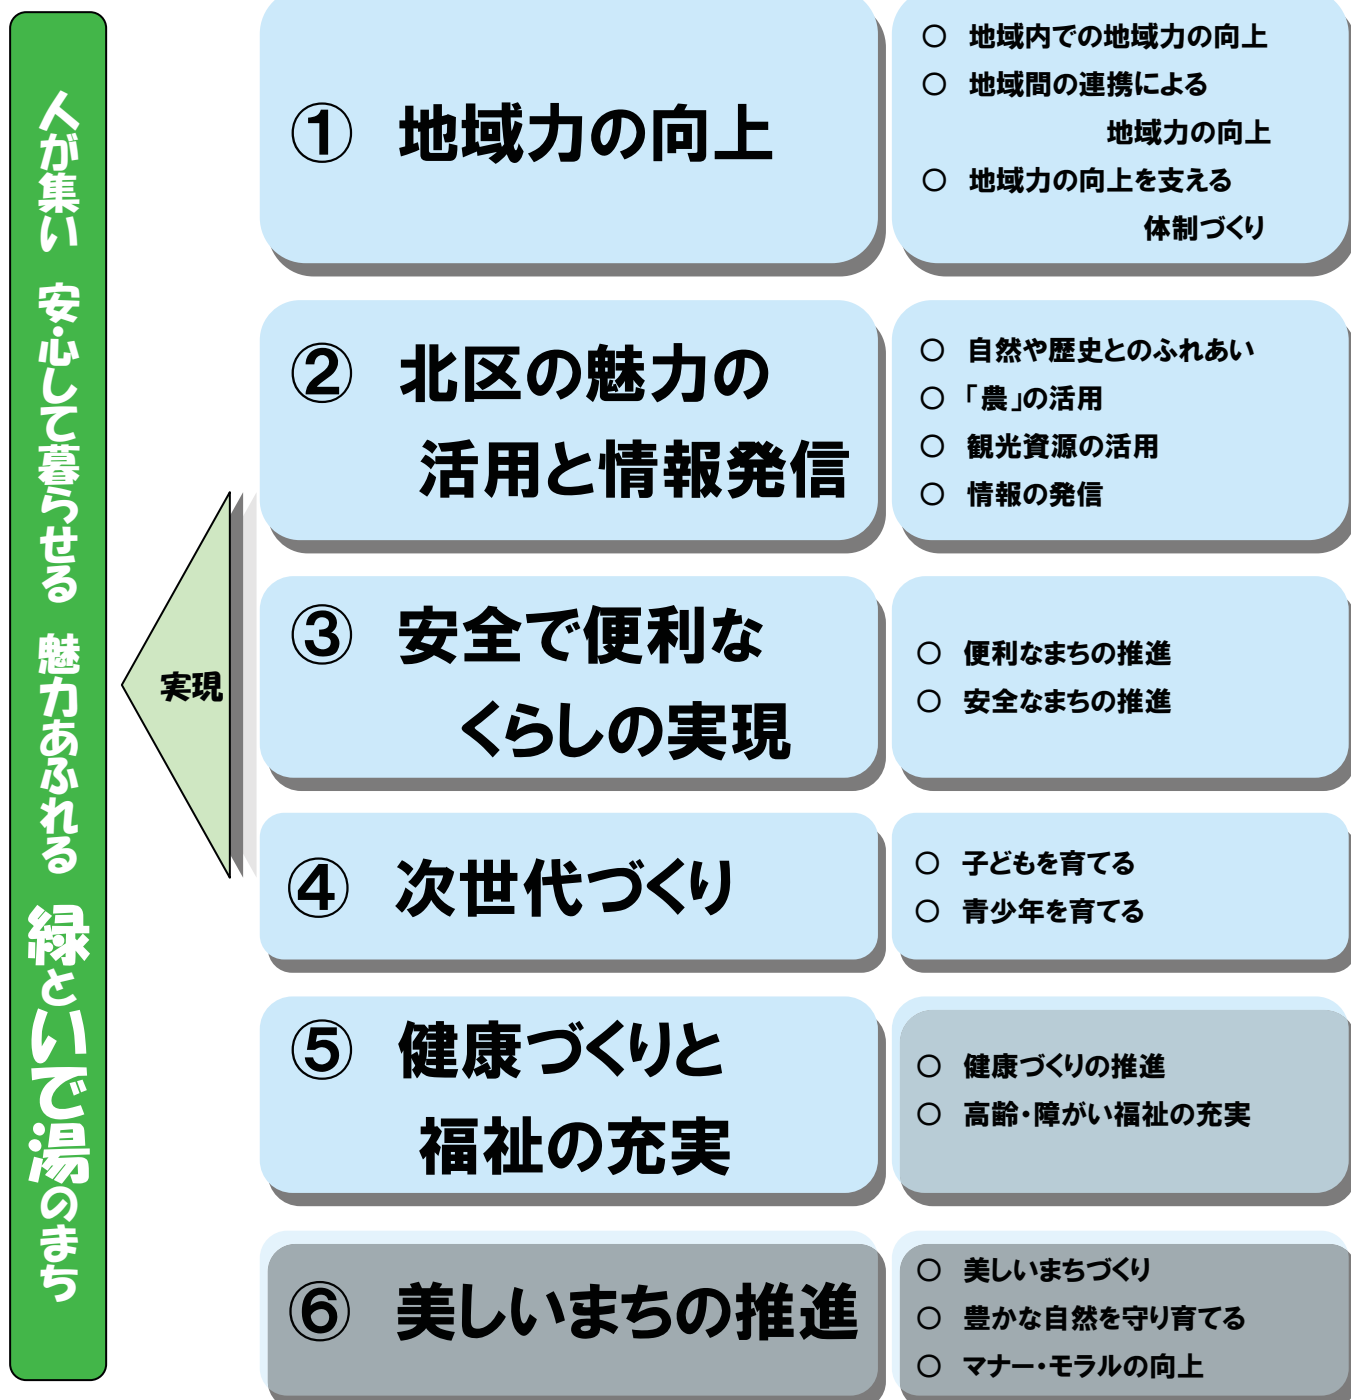 人が集い 安心して暮らせる 魅力あふれる 緑といで湯のまち
実現
① 地域力の向上
○ 地域内での地域力の向上
○ 地域間の連携による
地域力の向上
○ 地域力の向上を支える
体制づくり
② 北区の魅力の
活用と情報発信
○ 自然や歴史とのふれあい
○ 「農」の活用
○ 観光資源の活用
○ 情報の発信
③ 安全で便利な
くらしの実現
○ 便利なまちの推進
○ 安全なまちの推進
④ 次世代づくり
○ 子どもを育てる
○ 青少年を育てる
⑤ 健康づくりと
福祉の充実
○ 健康づくりの推進
○ 高齢・障がい福祉の充実
⑥ 美しいまちの推進
○ 美しいまちづくり
○ 豊かな自然を守り育てる
○ マナー・モラルの向上